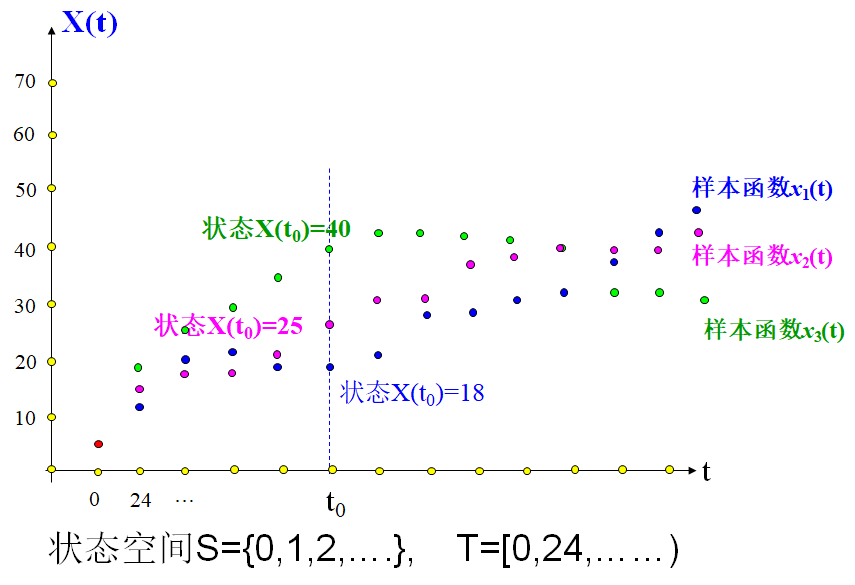 X(t)
70
60
50
样本函数x₁(t)
状态X(t₀)=40
40
样本函数x₂(t)
30
状态X(t₀)=25
样本函数x₃(t)
20
状态X(t₀)=18
10
t
0 24 … t₀
状态空间S={0,1,2,….}, T=[0,24,……)